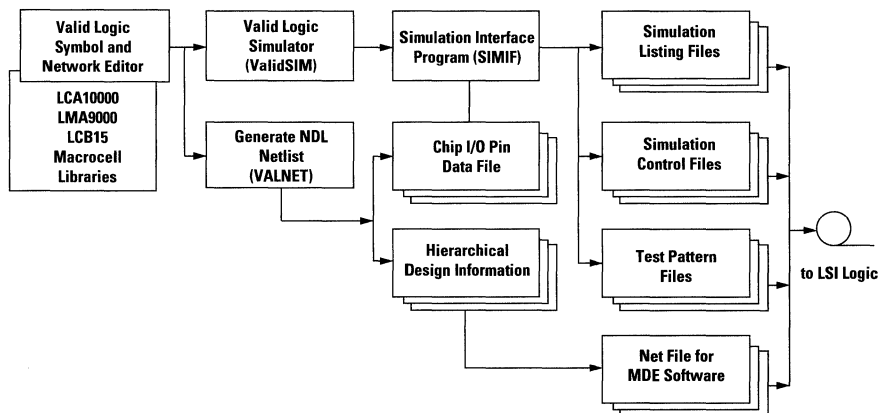 Valid Logic
Symbol and
Network Editor
LCA10000
LMA9000
LCB15
Macrocell
Libraries
Valid Logic
Simulator
(ValidSIM)
Generate NDL
Netlist
(VALNET)
Simulation Interface
Program (SIMIF)
Chip I/O Pin
Data File
Hierarchical
Design Information
Simulation
Listing Files
Simulation
Control Files
Test Pattern
Files
Net File for
MDE Software
to LSI Logic